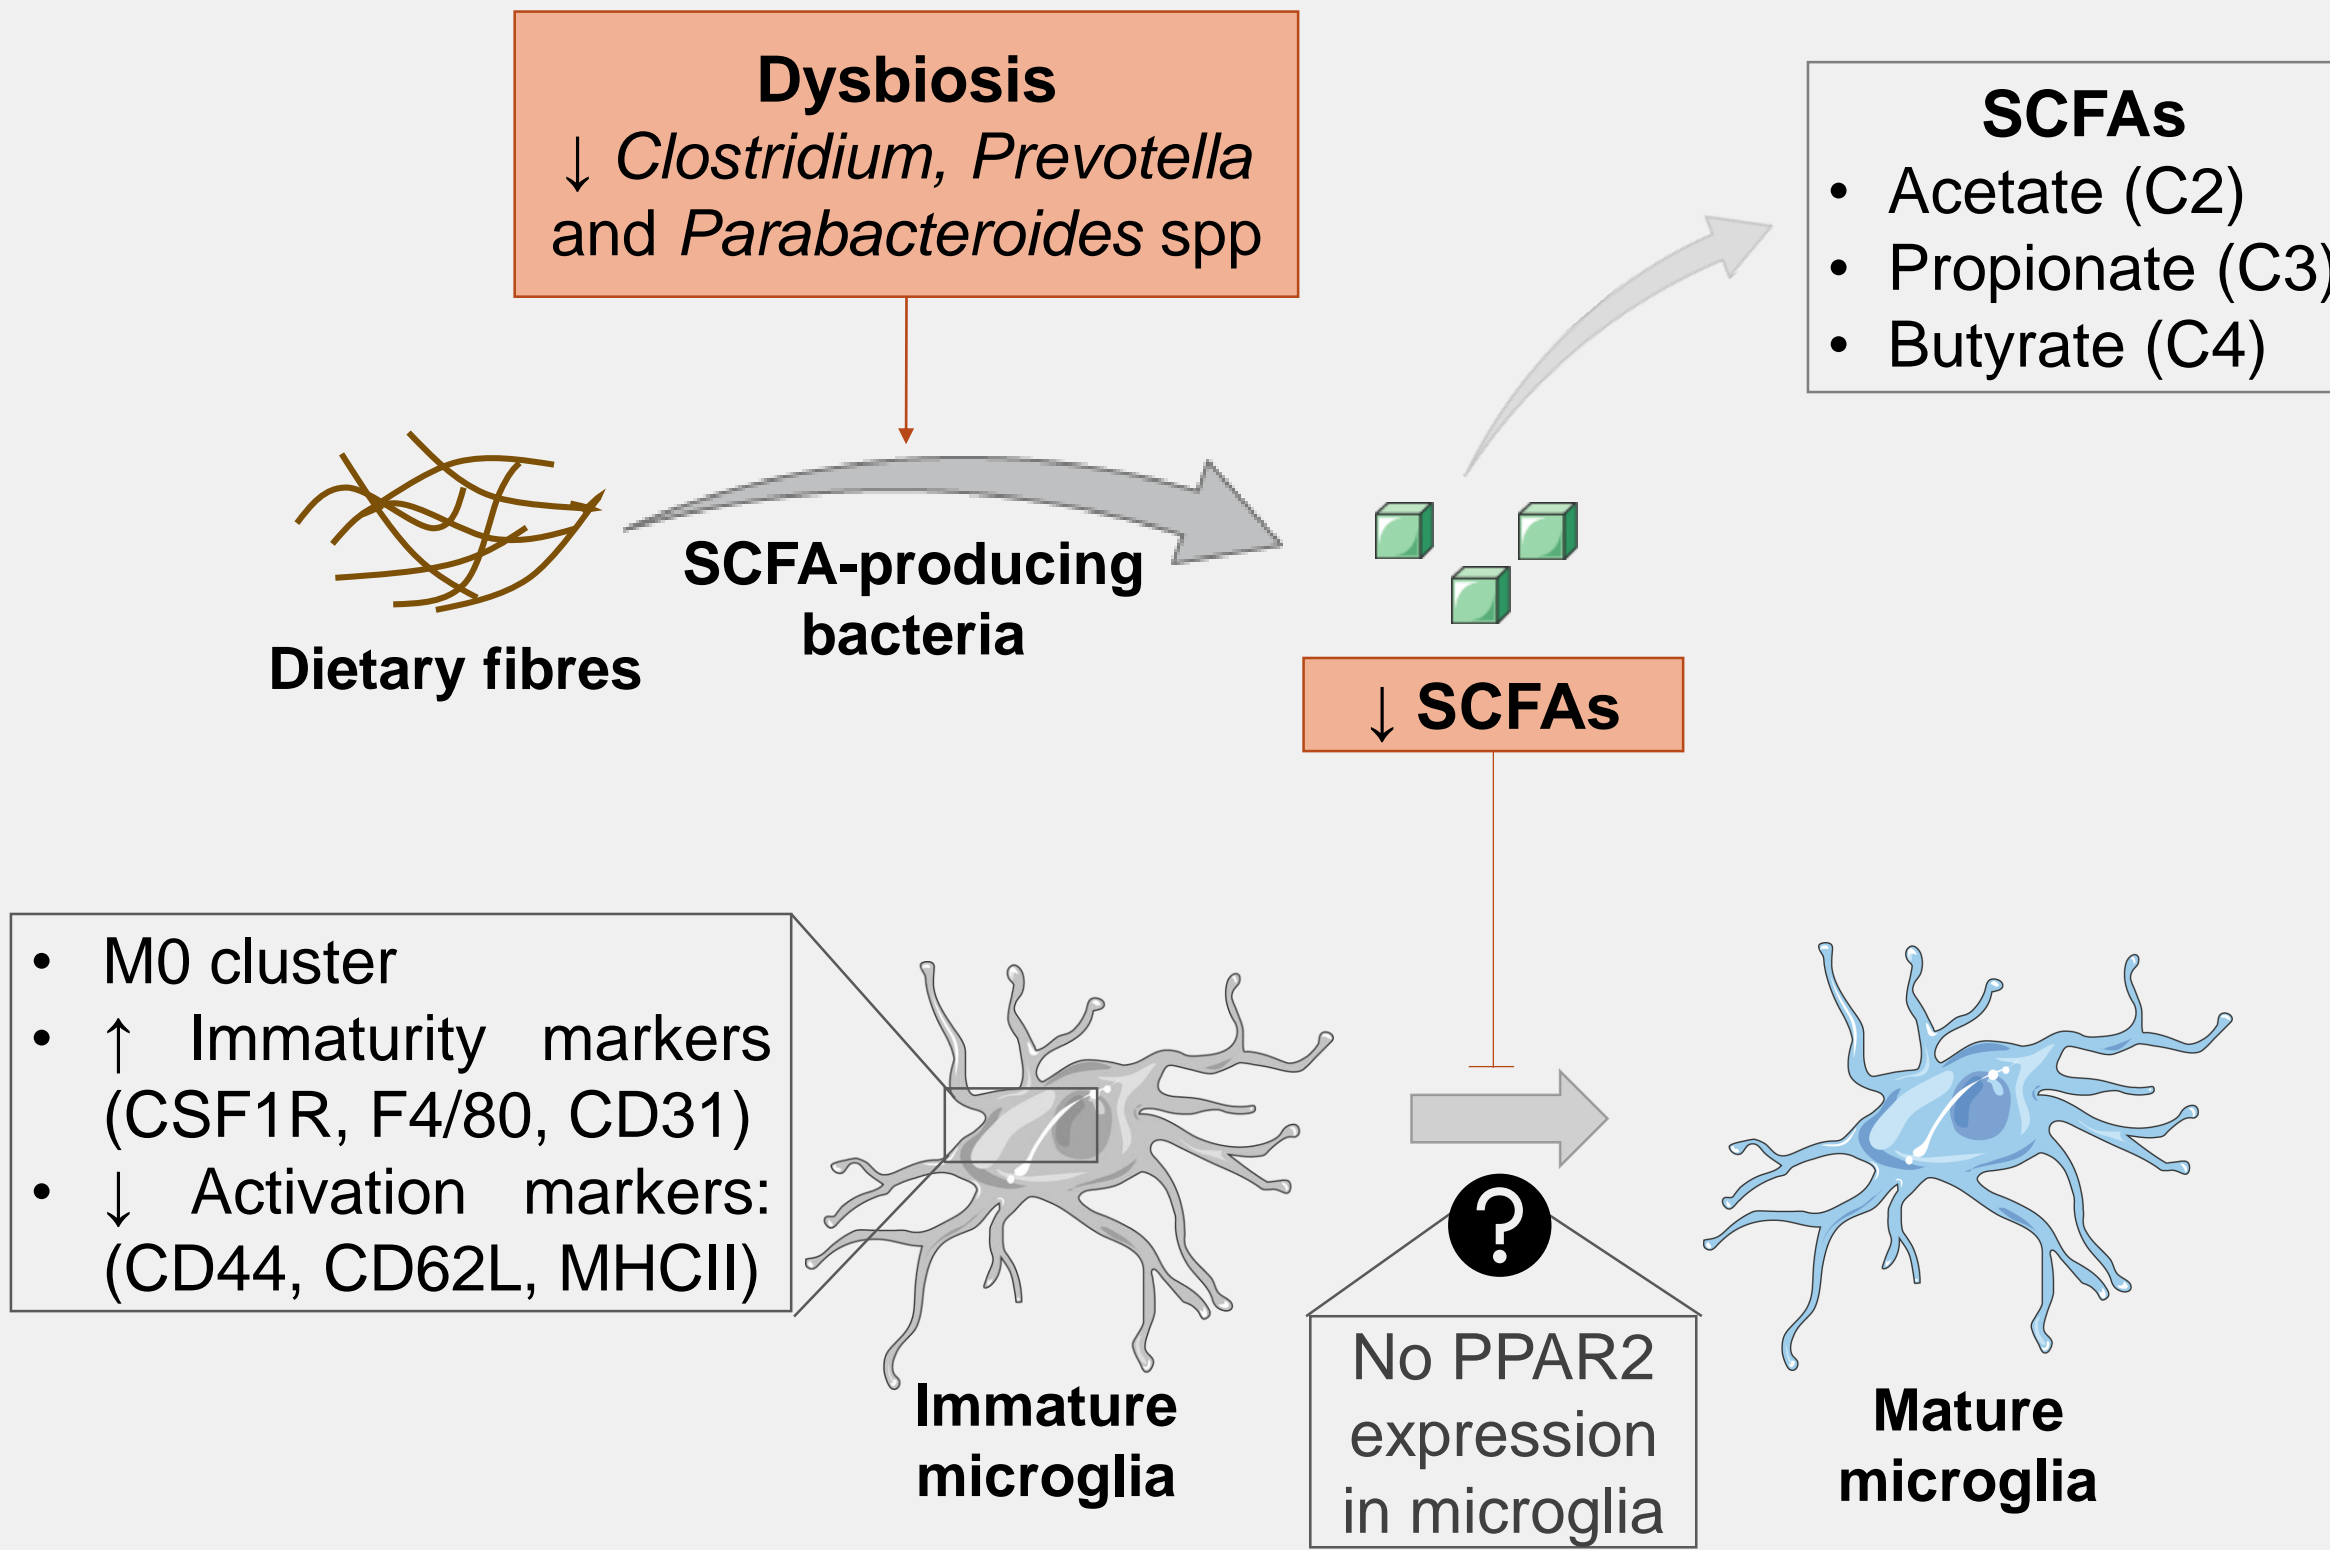 Dysbiosis
↓ Clostridium, Prevotella
and Parabacteroides spp
SCFAs
• Acetate (C2)
• Propionate (C3)
• Butyrate (C4)
SCFA-producing
bacteria
Dietary fibres
↓ SCFAs
• M0 cluster
• ↑ Immaturity markers
(CSF1R, F4/80, CD31)
• ↓ Activation markers:
(CD44, CD62L, MHCII)
Immature
microglia
?
No PPAR2
expression
in microglia
Mature
microglia